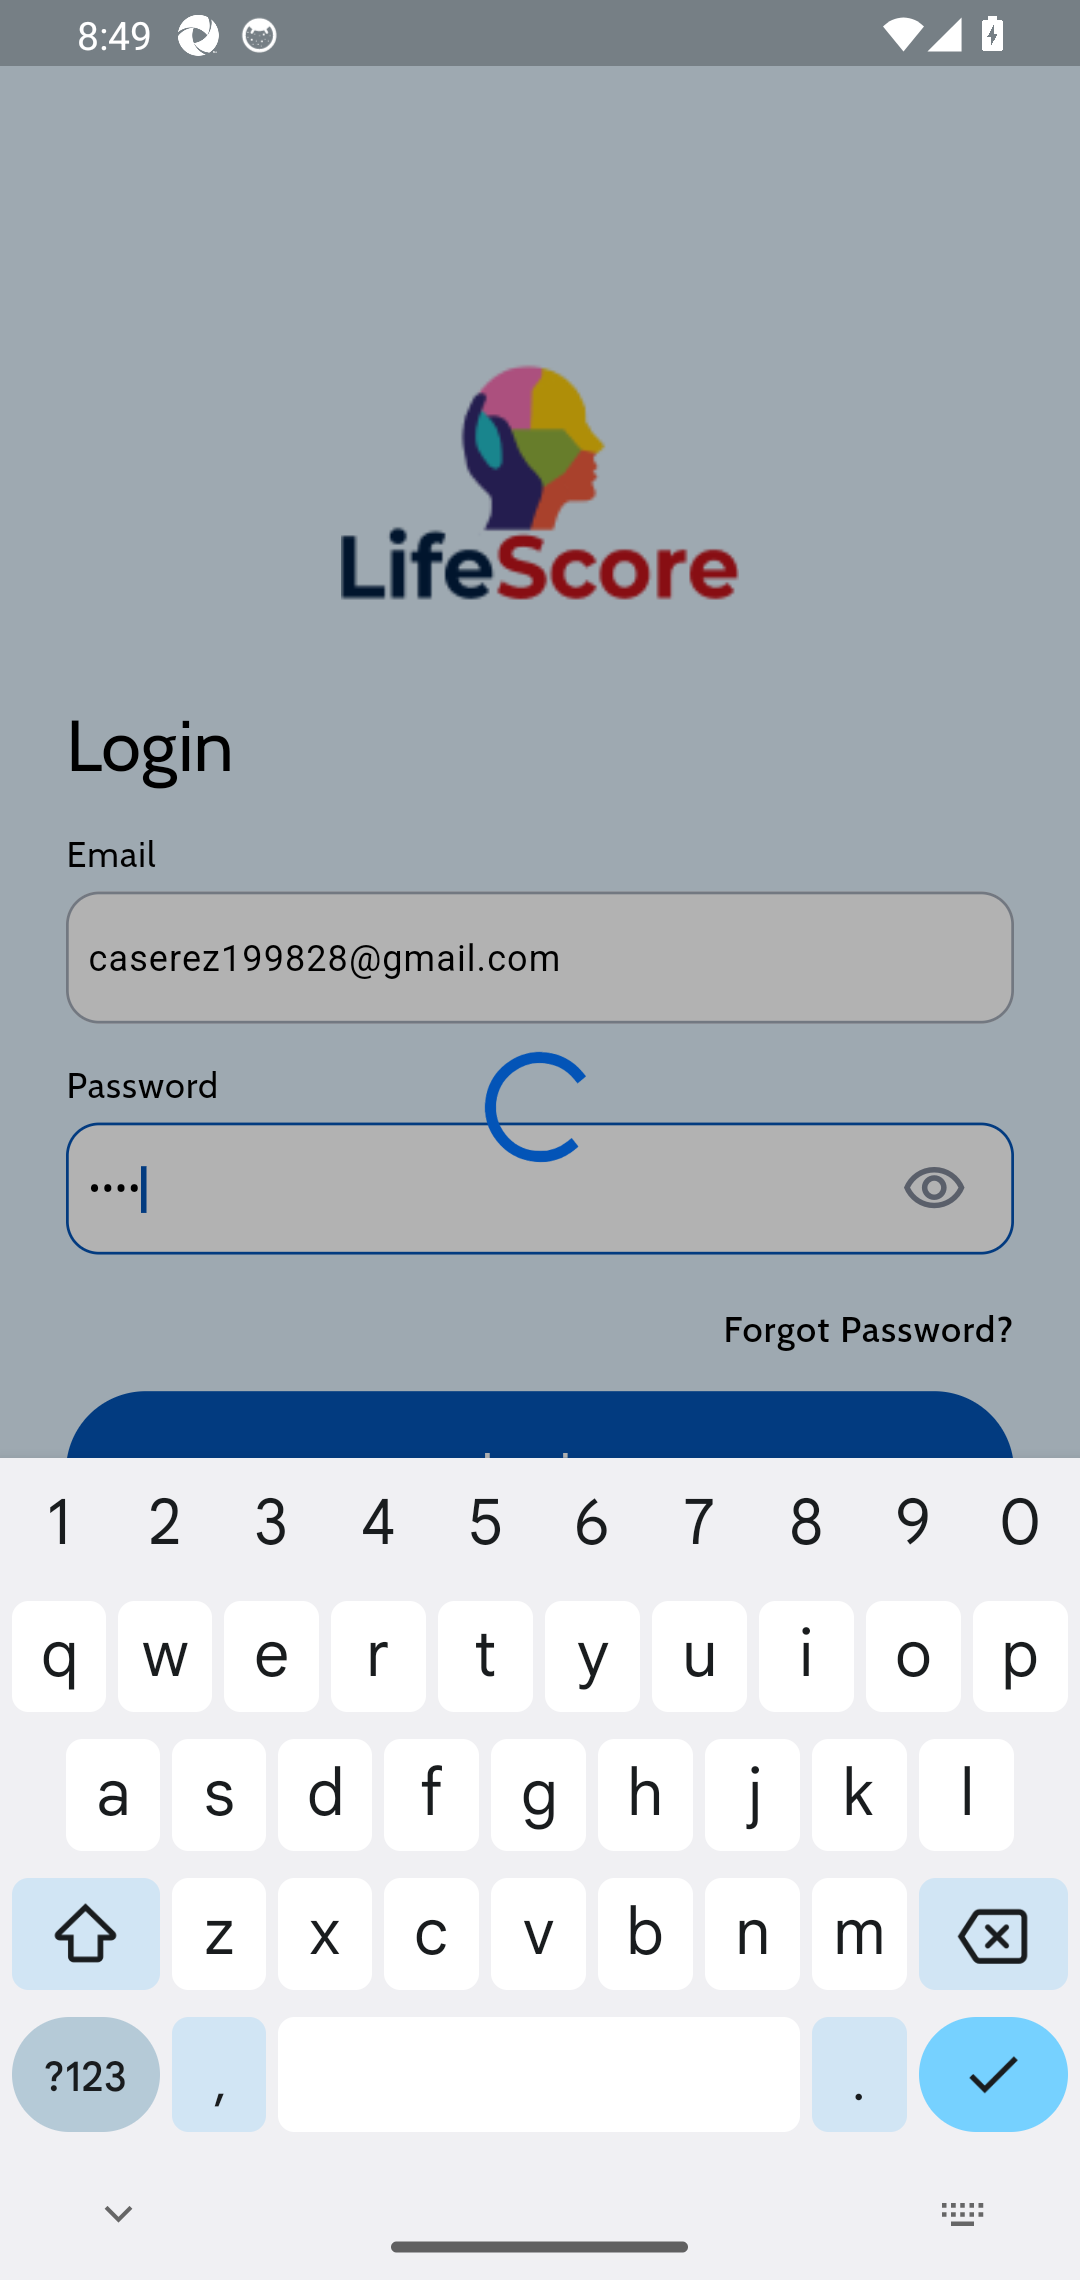 8:49
LifeScore
Login
Email
caserez199828@gmail.com
Password
••••
Forgot Password?
1 2 3 4 5 6 7 8 9 0
q w e r t y u i o p
a s d f g h j k l
z x c v b n m
?123 , .